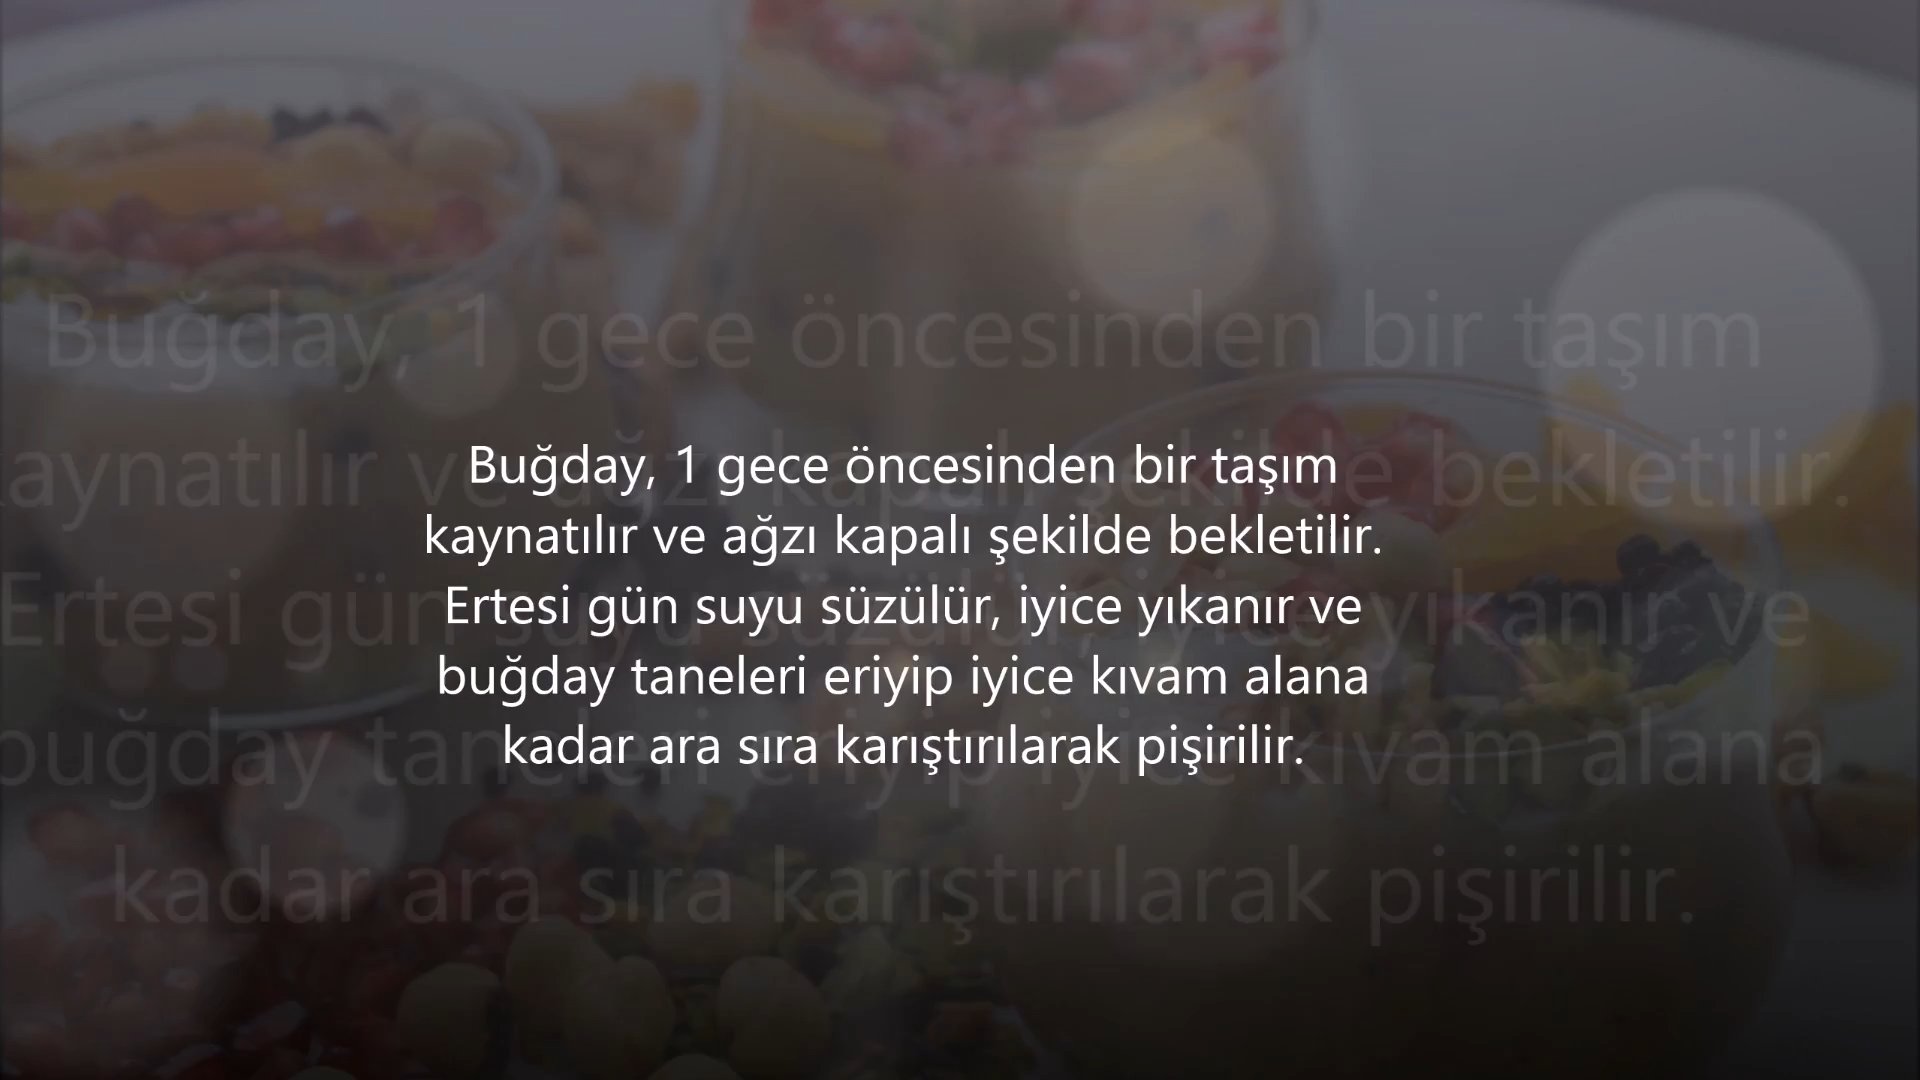 Buğday, 1 gece öncesinden bir taşım
kaynatılır ve ağzı kapalı şekilde bekletilir.
Ertesi gün suyu süzülür, iyice yıkanır ve
buğday taneleri eriyip iyice kıvam alana
kadar ara sıra karıştırılarak pişirilir.